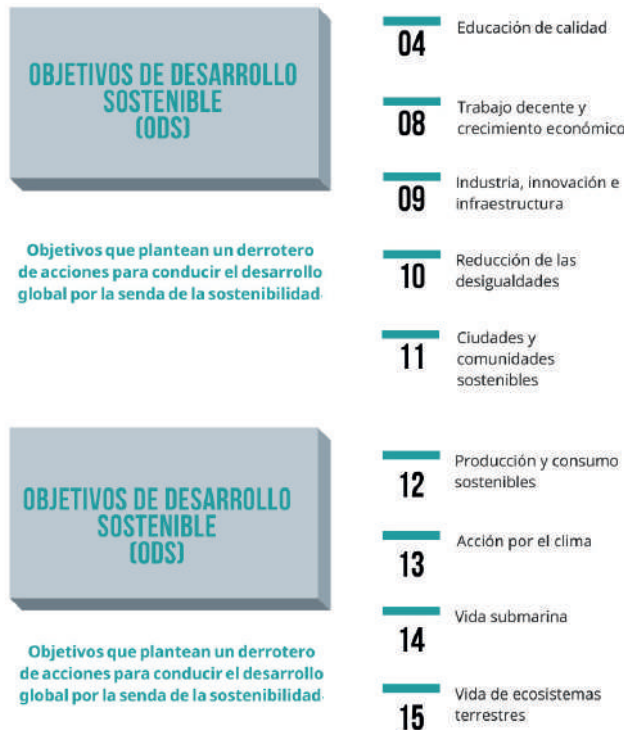 OBJETIVOS DE DESARROLLO
SOSTENIBLE
(ODS)
Objetivos que plantean un derrotero
de acciones para conducir el desarrollo
global por la senda de la sostenibilidad.
04
Educación de calidad
08
Trabajo decente y
crecimiento económico
09
Industria, innovación e
infraestructura
10
Reducción de las
desigualdades
11
Ciudades y
comunidades
sostenibles
OBJETIVOS DE DESARROLLO
SOSTENIBLE
(ODS)
Objetivos que plantean un derrotero
de acciones para conducir el desarrollo
global por la senda de la sostenibilidad.
12
Producción y consumo
sostenibles
13
Acción por el clima
14
Vida submarina
15
Vida de ecosistemas
terrestres